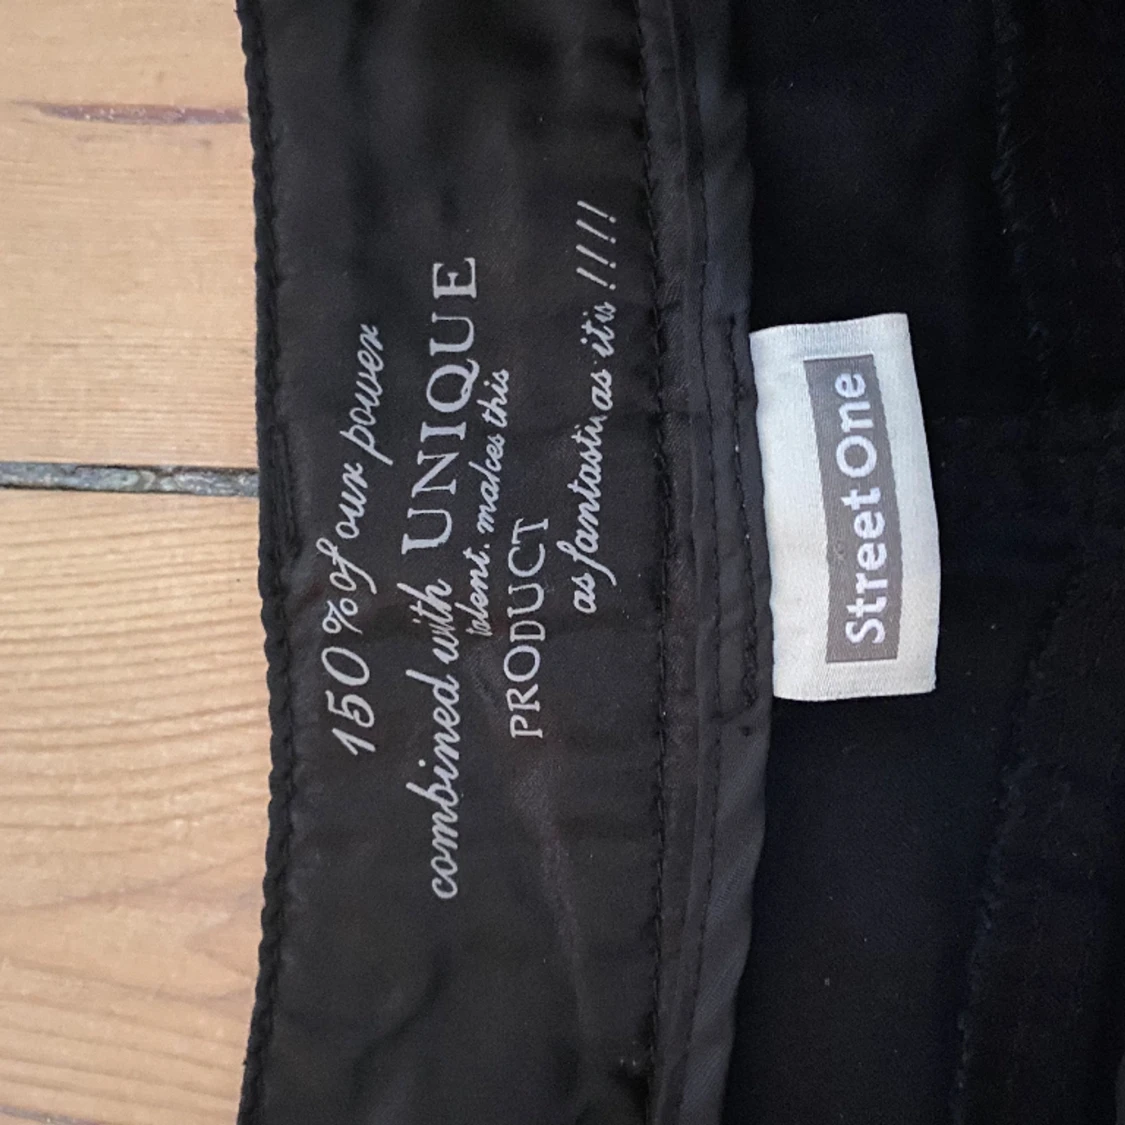 150% of our power
combined with UNIQUE
talent. makes this
PRODUCT
as fantastic as it is !!!!
Street One